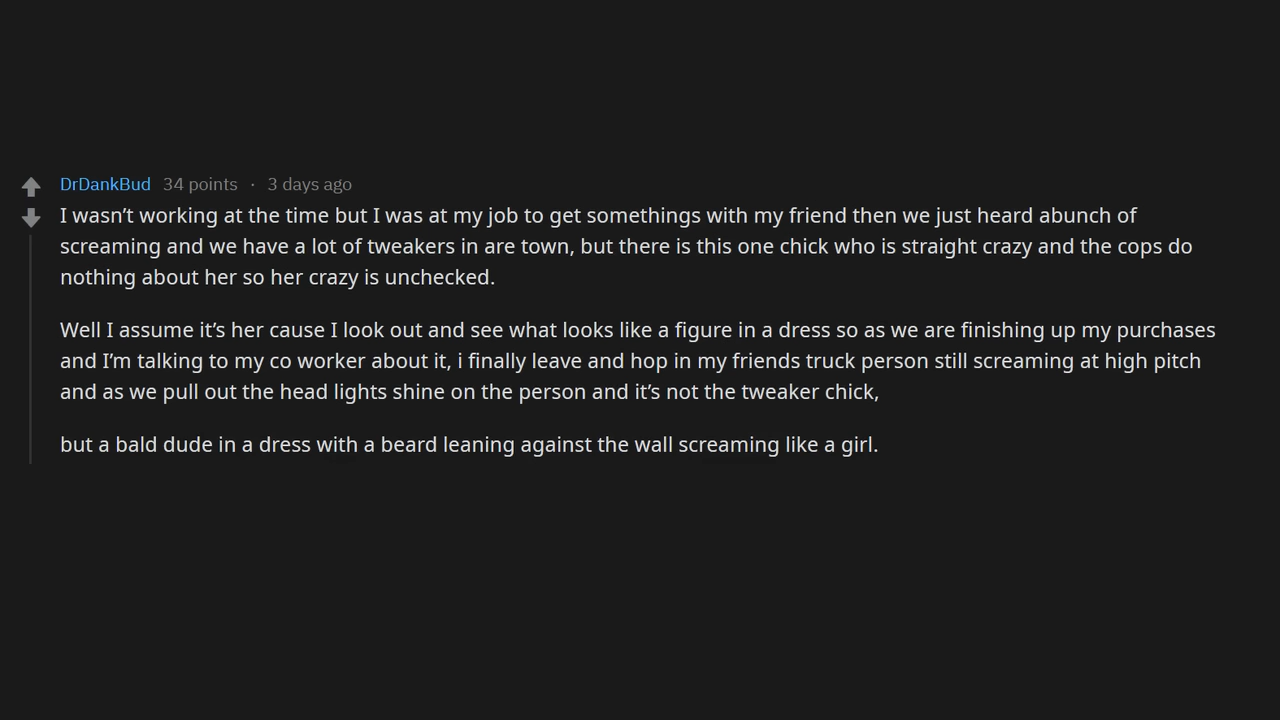 DrDankBud 34 points · 3 days ago
I wasn’t working at the time but I was at my job to get somethings with my friend then we just heard abunch of
screaming and we have a lot of tweakers in are town, but there is this one chick who is straight crazy and the cops do
nothing about her so her crazy is unchecked.
Well I assume it’s her cause I look out and see what looks like a figure in a dress so as we are finishing up my purchases
and I’m talking to my co worker about it, i finally leave and hop in my friends truck person still screaming at high pitch
and as we pull out the head lights shine on the person and it’s not the tweaker chick,
but a bald dude in a dress with a beard leaning against the wall screaming like a girl.